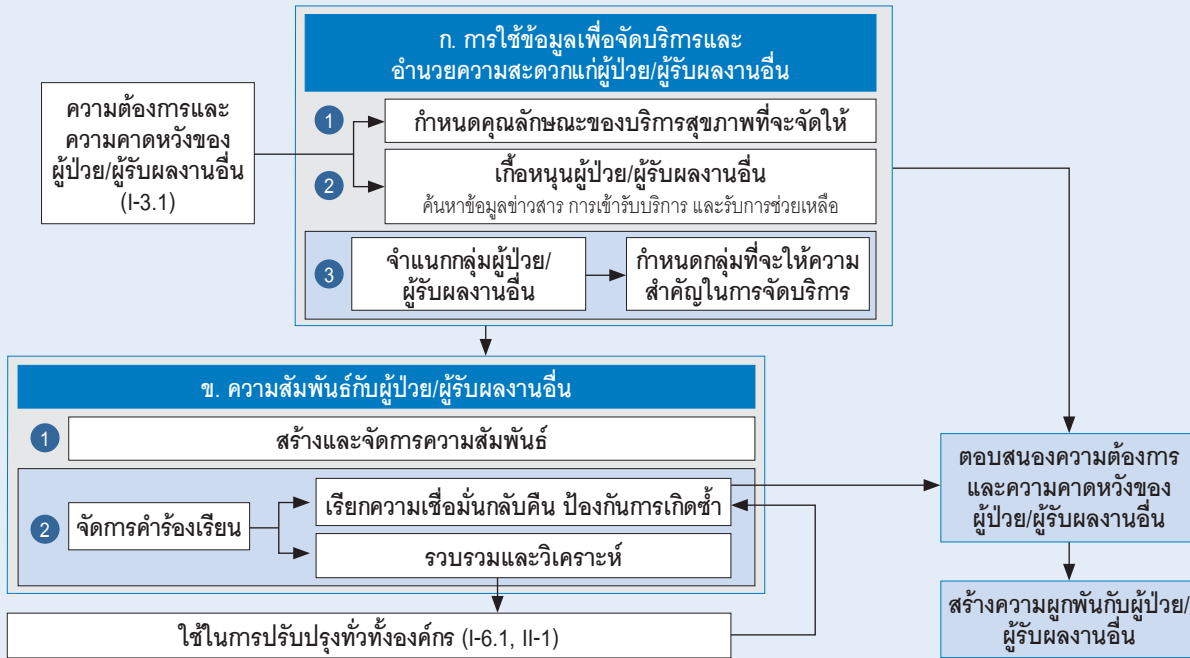 ก. การใช้ข้อมูลเพื่อจัดบริการและ
อำนวยความสะดวกแก่ผู้ป่วย/ผู้รับผลงานอื่น
ความต้องการและ
ความคาดหวังของ
ผู้ป่วย/ผู้รับผลงานอื่น
(I-3.1)
1
กำหนดคุณลักษณะของบริการสุขภาพที่จะจัดให้
2
เกื้อหนุนผู้ป่วย/ผู้รับผลงานอื่น
ค้นหาข้อมูลข่าวสาร การเข้ารับบริการ และรับการช่วยเหลือ
3
จำแนกกลุ่มผู้ป่วย/
ผู้รับผลงานอื่น
กำหนดกลุ่มที่จะให้ความ
สำคัญในการจัดบริการ
ข. ความสัมพันธ์กับผู้ป่วย/ผู้รับผลงานอื่น
1
สร้างและจัดการความสัมพันธ์
2
จัดการคำร้องเรียน
เรียกความเชื่อมั่นกลับคืน ป้องกันการเกิดซ้ำ
รวบรวมและวิเคราะห์
ใช้ในการปรับปรุงทั่วทั้งองค์กร (I-6.1, II-1)
ตอบสนองความต้องการ
และความคาดหวังของ
ผู้ป่วย/ผู้รับผลงานอื่น
สร้างความผูกพันกับผู้ป่วย/
ผู้รับผลงานอื่น